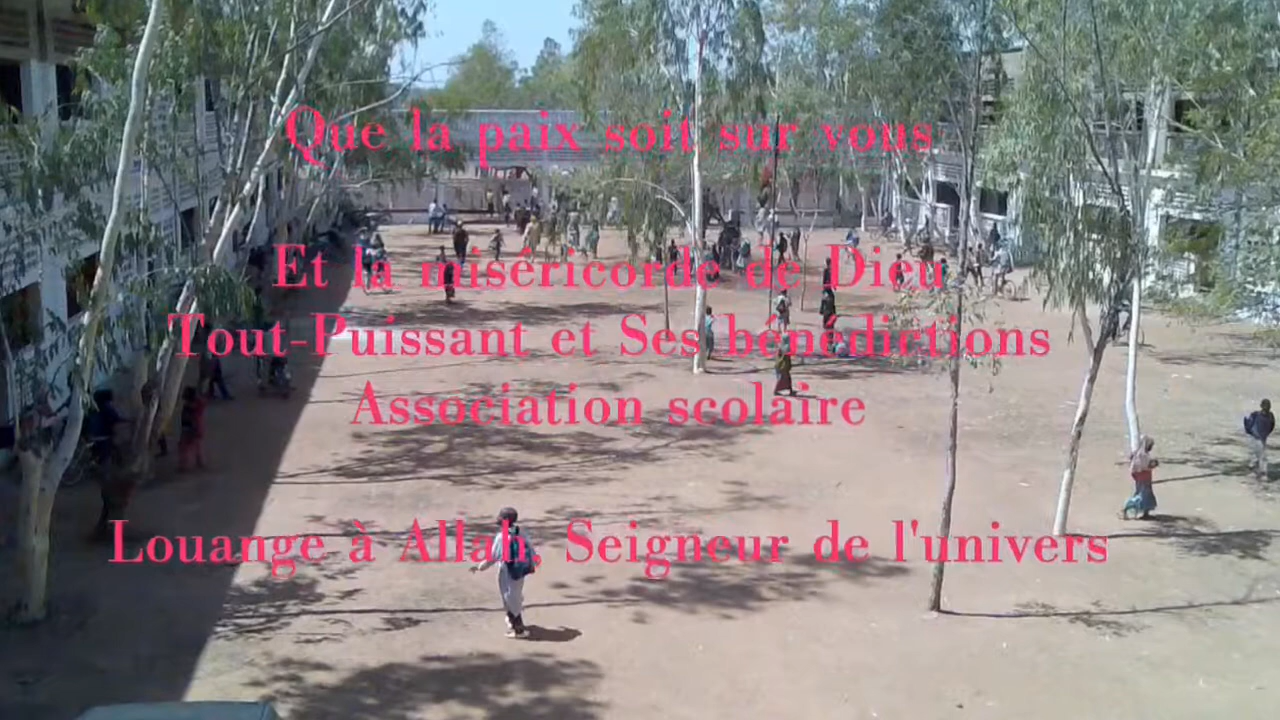 Que la paix soit sur vous
Et la miséricorde de Dieu
Tout-Puissant et Ses bénédictions
Association scolaire
Louange à Allah, Seigneur de l'univers